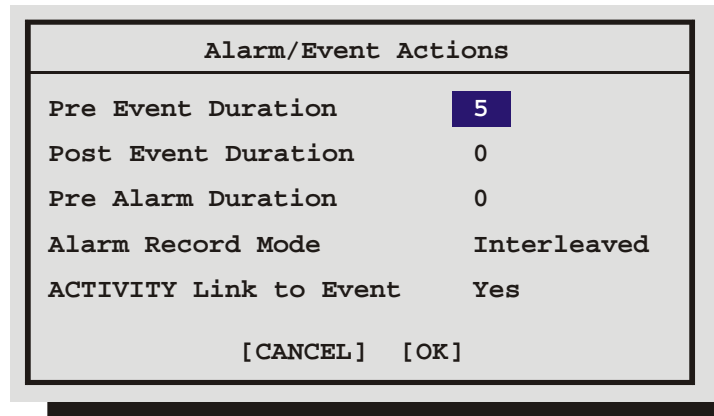 Alarm/Event Actions
Pre Event Duration 5
Post Event Duration 0
Pre Alarm Duration 0
Alarm Record Mode Interleaved
ACTIVITY Link to Event Yes
[CANCEL] [OK]